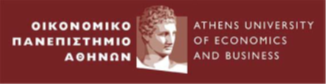 ΟΙΚΟΝΟΜΙΚΟ
ΠΑΝΕΠΙΣΤΗΜΙΟ
ΑΘΗΝΩΝ
ATHENS UNIVERSITY
OF ECONOMICS
AND BUSINESS